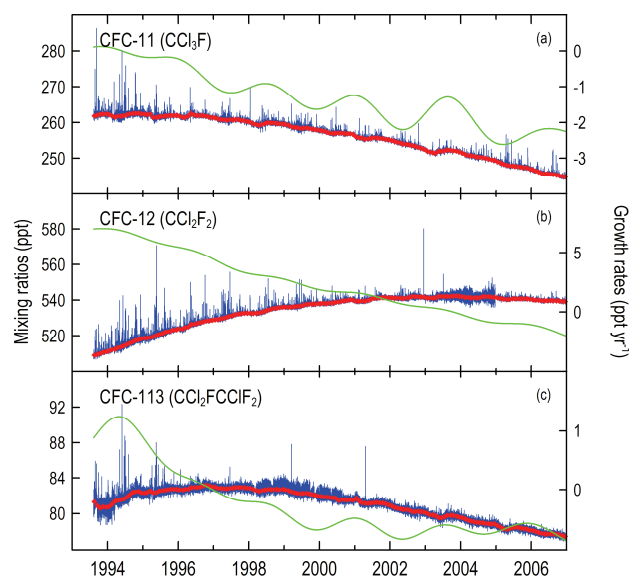 CFC-11 (CCl₃F)
(a)
280
270
260
250
0
-1
-2
-3
CFC-12 (CCl₂F₂)
(b)
580
560
540
520
5
0
Mixing ratios (ppt)
Growth rates (ppt yr⁻¹)
CFC-113 (CCl₂FCClF₂)
(c)
92
88
84
80
1
0
1994 1996 1998 2000 2002 2004 2006